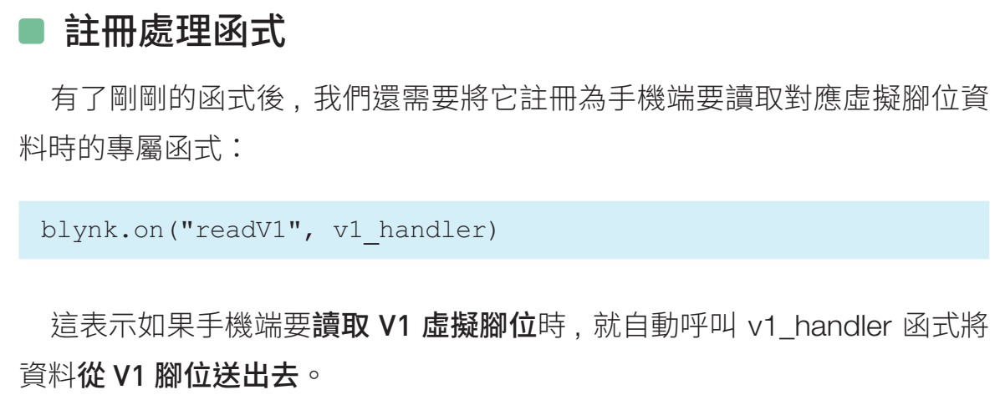 註冊處理函式
有了剛剛的函式後，我們還需要將它註冊為手機端要讀取對應虛擬腳位資
料時的專屬函式：
blynk.on("readV1", v1_handler)
這表示如果手機端要讀取 V1 虛擬腳位時，就自動呼叫 v1_handler 函式將
資料從 V1 腳位送出去。